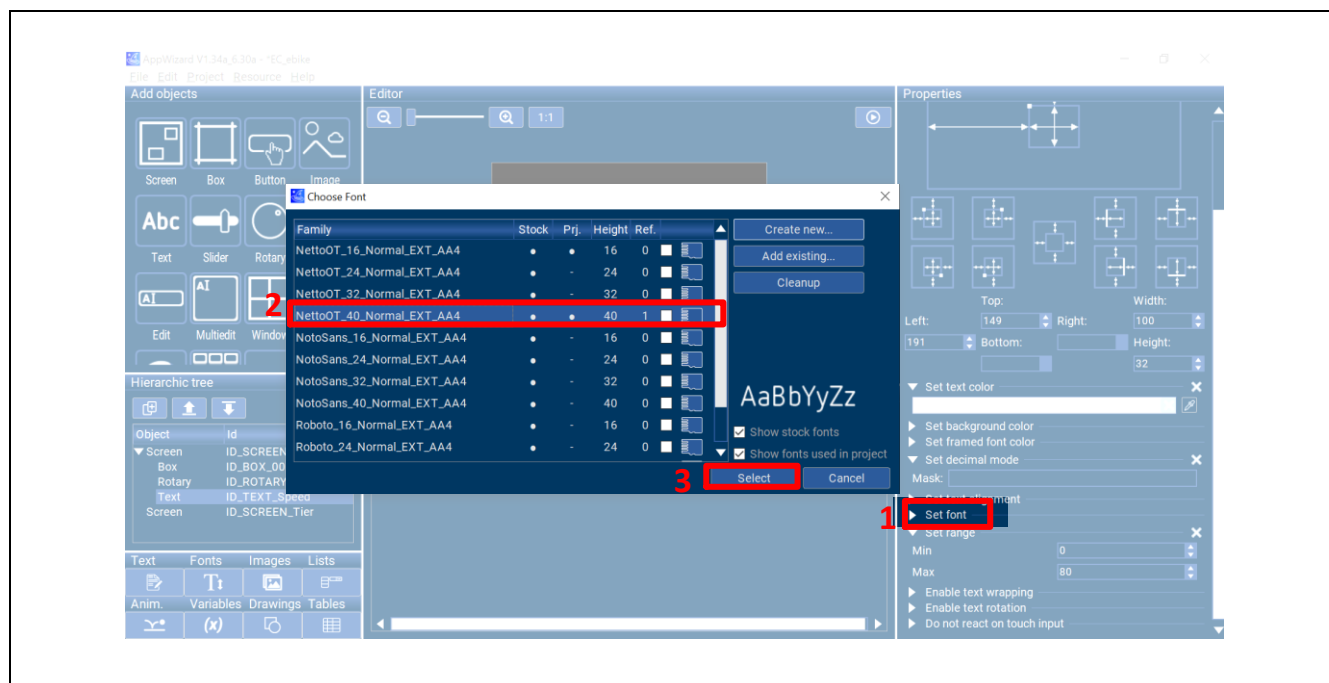 AppWizard V1.34a_6.30a - *EC_ebike
File Edit Project Resource Help
Add objects
Screen Box Button Image
Abc
Text Slider Rotary
AI AI
Edit Multiedit Window
Hierarchic tree
Object Id
Screen ID_SCREEN
Box ID_BOX_00
Rotary ID_ROTARY
Text ID_TEXT_Speed
Screen ID_SCREEN_Tier
Text Fonts Images Lists
Anim. Variables Drawings Tables
(x)
Editor
1:1
Choose Font
Family Stock Prj. Height Ref.
NettoOT_16_Normal_EXT_AA4 • • 16 0
NettoOT_24_Normal_EXT_AA4 • - 24 0
NettoOT_32_Normal_EXT_AA4 • - 32 0
2
NettoOT_40_Normal_EXT_AA4 • • 40 1
NotoSans_16_Normal_EXT_AA4 • - 16 0
NotoSans_24_Normal_EXT_AA4 • - 24 0
NotoSans_32_Normal_EXT_AA4 • - 32 0
NotoSans_40_Normal_EXT_AA4 • - 40 0
Roboto_16_Normal_EXT_AA4 • - 16 0
Roboto_24_Normal_EXT_AA4 • - 24 0
Create new...
Add existing...
Cleanup
AaBbYyZz
Show stock fonts
Show fonts used in project
3
Select Cancel
Properties
Top: Width:
Left: 149 Right: 100
191 Bottom: Height:
32
Set text color
Set background color
Set framed font color
Set decimal mode
Mask:
Set text alignment
1
Set font
Set range
Min 0
Max 80
Enable text wrapping
Enable text rotation
Do not react on touch input